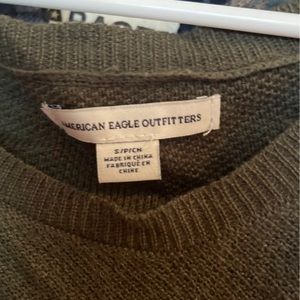 AMERICAN EAGLE OUTFITTERS
S/P/CH
MADE IN CHINA
FABRIQUÉ EN
CHINE